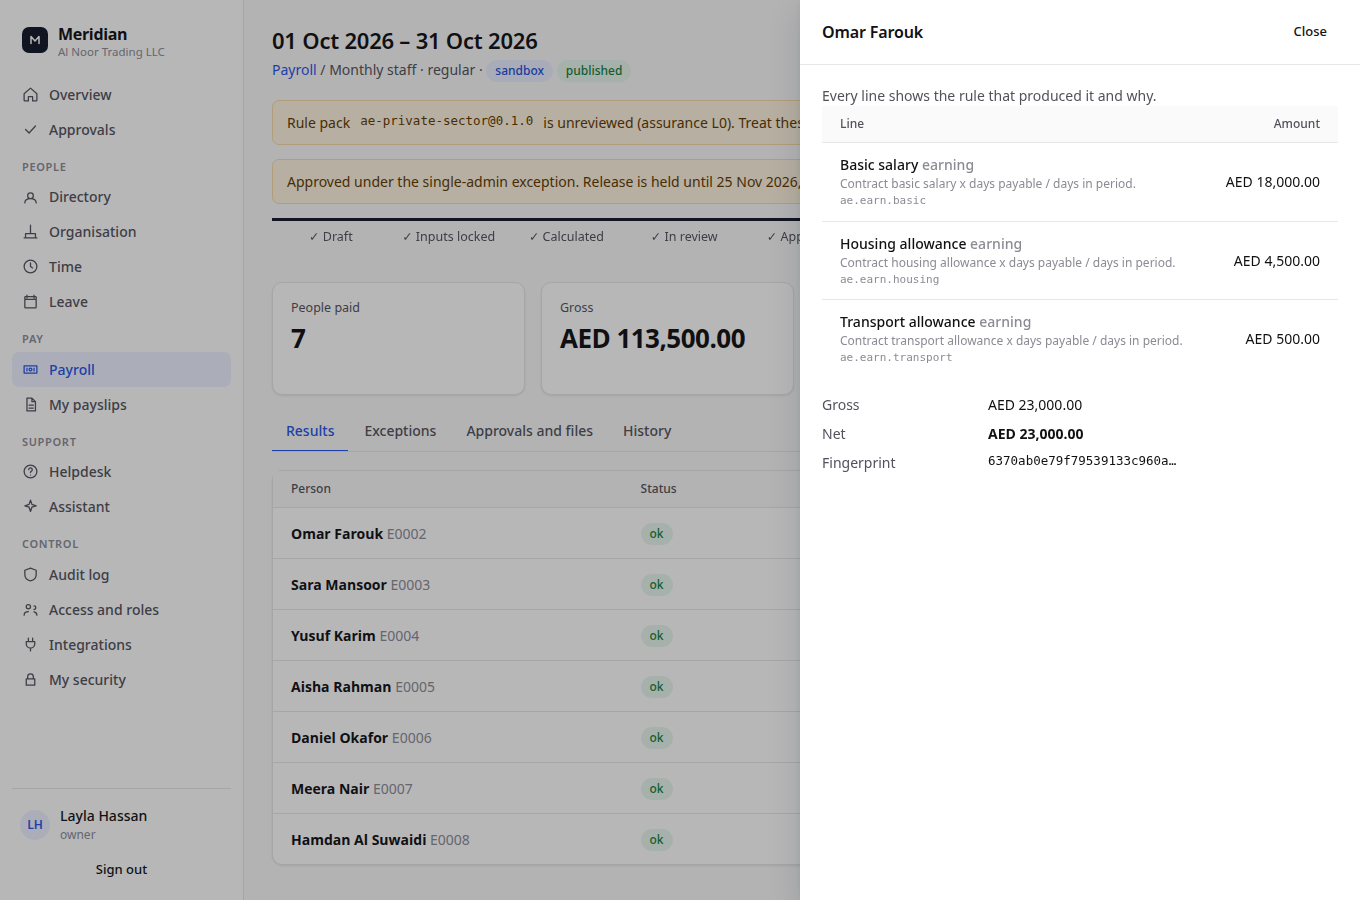 Meridian
Al Noor Trading LLC
Overview
Approvals
PEOPLE
Directory
Organisation
Time
Leave
PAY
Payroll
My payslips
SUPPORT
Helpdesk
Assistant
CONTROL
Audit log
Access and roles
Integrations
My security
LH
Layla Hassan
owner
Sign out
01 Oct 2026 – 31 Oct 2026
Payroll / Monthly staff · regular · sandbox published
Rule pack ae-private-sector@0.1.0 is unreviewed (assurance L0). Treat thes
Approved under the single-admin exception. Release is held until 25 Nov 2026,
✓ Draft ✓ Inputs locked ✓ Calculated ✓ In review ✓ App
People paid
7
Gross
AED 113,500.00
Results Exceptions Approvals and files History
Person Status
Omar Farouk E0002 ok
Sara Mansoor E0003 ok
Yusuf Karim E0004 ok
Aisha Rahman E0005 ok
Daniel Okafor E0006 ok
Meera Nair E0007 ok
Hamdan Al Suwaidi E0008 ok
Omar Farouk Close
Every line shows the rule that produced it and why.
Line Amount
Basic salary earning
Contract basic salary x days payable / days in period.
ae.earn.basic
AED 18,000.00
Housing allowance earning
Contract housing allowance x days payable / days in period.
ae.earn.housing
AED 4,500.00
Transport allowance earning
Contract transport allowance x days payable / days in period.
ae.earn.transport
AED 500.00
Gross AED 23,000.00
Net AED 23,000.00
Fingerprint 6370ab0e79f79539133c960a…